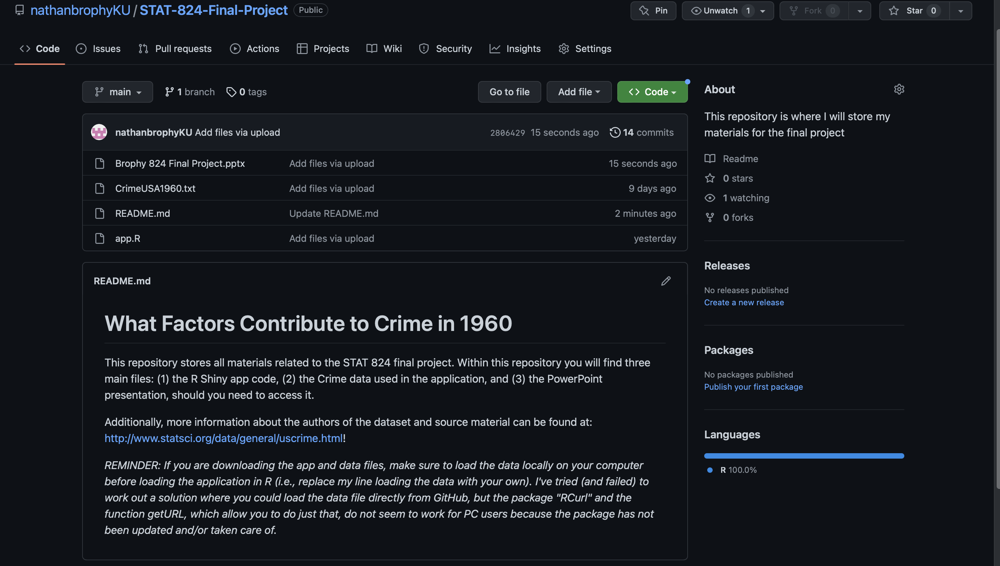 nathanbrophyKU / STAT-824-Final-Project Public Pin Unwatch 1 Fork 0 Star 0
Code Issues Pull requests Actions Projects Wiki Security Insights Settings
main 1 branch 0 tags Go to file Add file Code
nathanbrophyKU Add files via upload 2806429 15 seconds ago 14 commits
Brophy 824 Final Project.pptx Add files via upload 15 seconds ago
CrimeUSA1960.txt Add files via upload 9 days ago
README.md Update README.md 2 minutes ago
app.R Add files via upload yesterday
README.md
What Factors Contribute to Crime in 1960
This repository stores all materials related to the STAT 824 final project. Within this repository you will find three
main files: (1) the R Shiny app code, (2) the Crime data used in the application, and (3) the PowerPoint
presentation, should you need to access it.
Additionally, more information about the authors of the dataset and source material can be found at:
http://www.statsci.org/data/general/uscrime.html!
REMINDER: If you are downloading the app and data files, make sure to load the data locally on your computer
before loading the application in R (i.e., replace my line loading the data with your own). I've tried (and failed) to
work out a solution where you could load the data file directly from GitHub, but the package "RCurl" and the
function getURL, which allow you to do just that, do not seem to work for PC users because the package has not
been updated and/or taken care of.
About
This repository is where I will store my
materials for the final project
Readme
0 stars
1 watching
0 forks
Releases
No releases published
Create a new release
Packages
No packages published
Publish your first package
Languages
R 100.0%